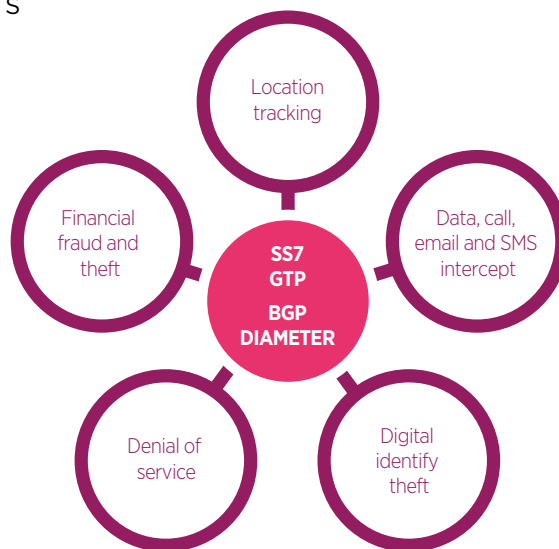 s
Location
tracking
Financial
fraud and
theft
Data, call,
email and SMS
intercept
SS7
GTP
BGP
DIAMETER
Denial of
service
Digital
identify
theft